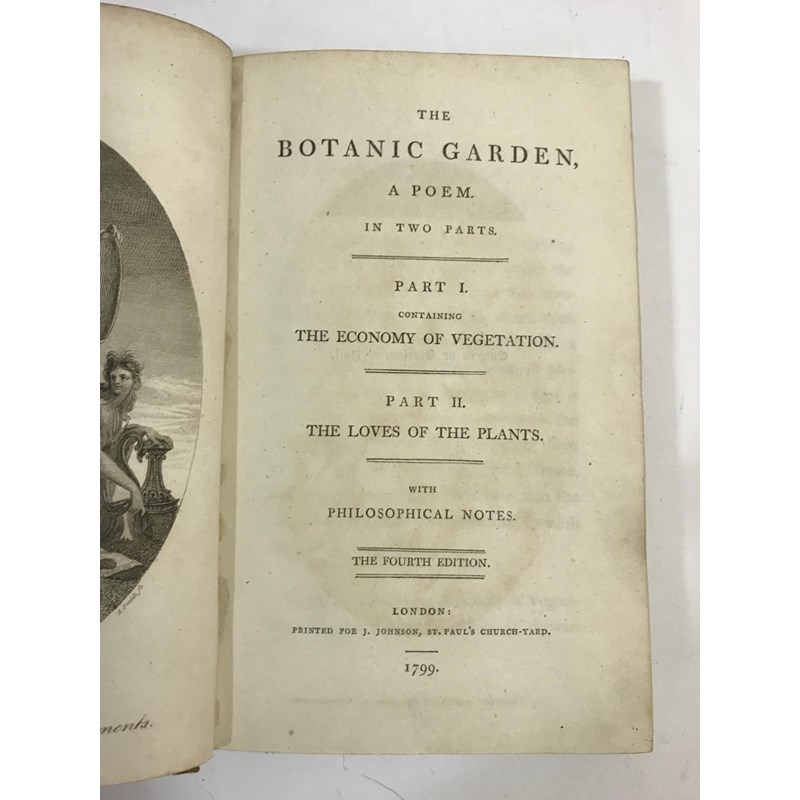 THE
BOTANIC GARDEN,
A POEM.
IN TWO PARTS.
PART I.
CONTAINING
THE ECONOMY OF VEGETATION.
PART II.
THE LOVES OF THE PLANTS.
WITH
PHILOSOPHICAL NOTES.
THE FOURTH EDITION.
LONDON:
PRINTED FOR J. JOHNSON, ST. PAUL'S CHURCH-YARD.
1799.
ments.